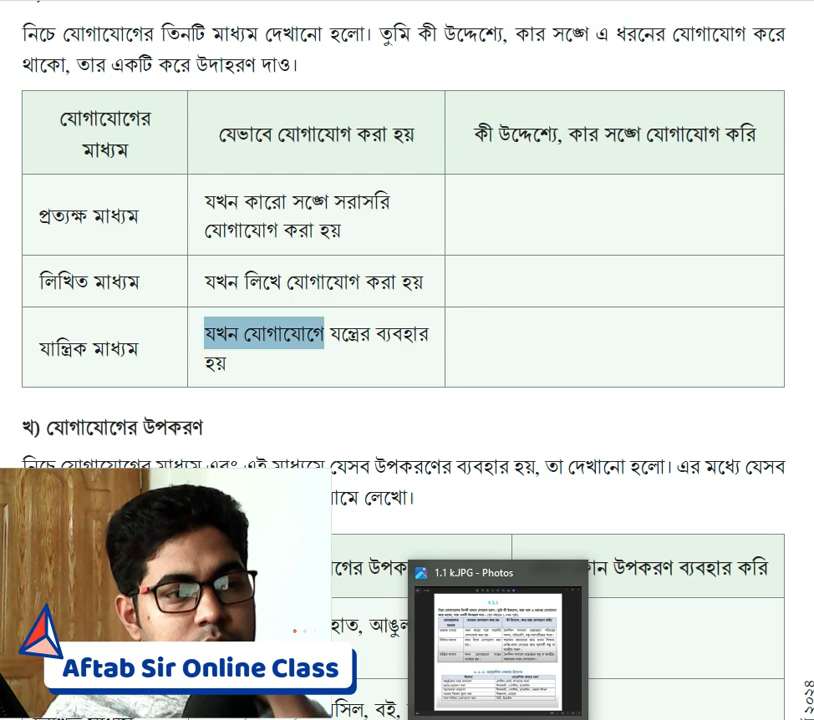 নিচে যোগাযোগের তিনটি মাধ্যম দেখানো হলো। তুমি কী উদ্দেশ্যে, কার সঙ্গে এ ধরনের যোগাযোগ করে
থাকো, তার একটি করে উদাহরণ দাও।
যোগাযোগের
মাধ্যম
যেভাবে যোগাযোগ করা হয়
কী উদ্দেশ্যে, কার সঙ্গে যোগাযোগ করি
প্রত্যক্ষ মাধ্যম
যখন কারো সঙ্গে সরাসরি
যোগাযোগ করা হয়
লিখিত মাধ্যম
যখন লিখে যোগাযোগ করা হয়
যান্ত্রিক মাধ্যম
যখন যোগাযোগে যন্ত্রের ব্যবহার
হয়
খ) যোগাযোগের উপকরণ
নিচে যোগাযোগের মাধ্যম এবং এই মাধ্যমে যেসব উপকরণের ব্যবহার হয়, তা দেখানো হলো। এর মধ্যে যেসব
লেখো।
উপকরণ ব্যবহার করি
1.1 k.JPG - Photos
হাত,
বই,
Aftab Sir Online Class
২০২৪